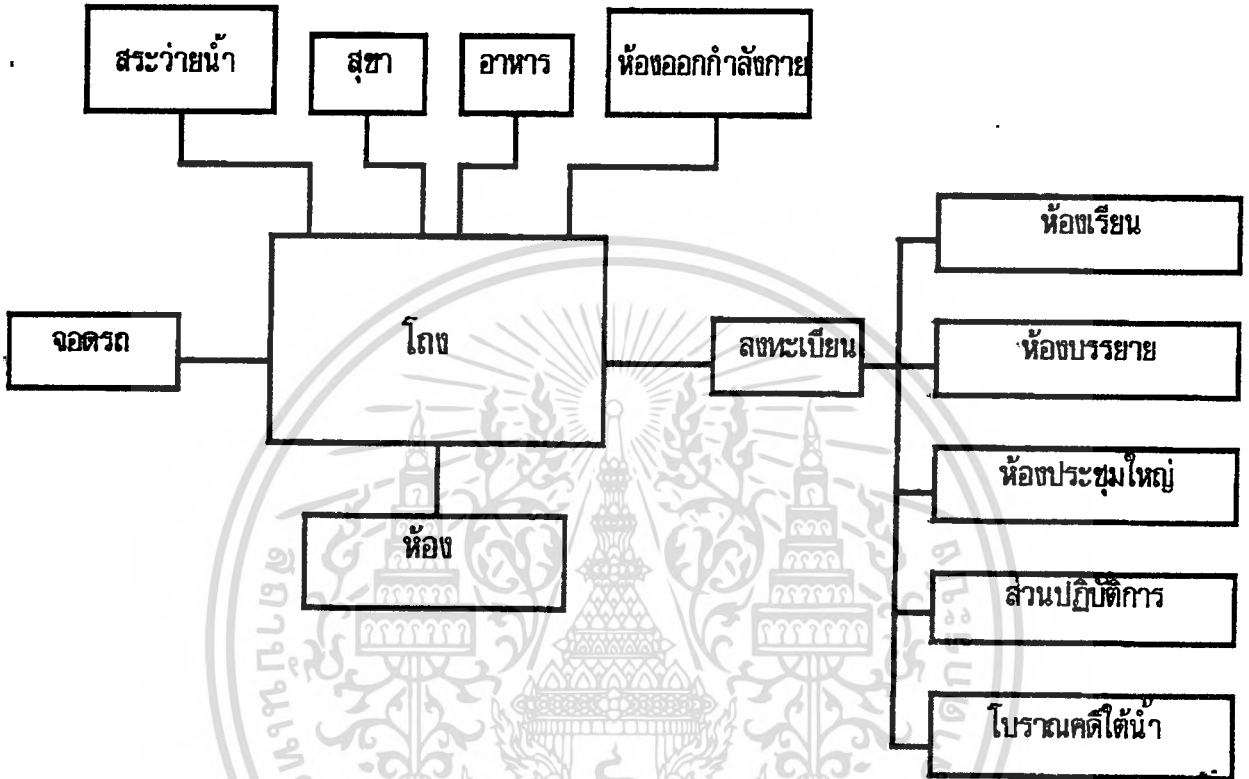 สระว่ายน้ำ
สุขา
อาหาร
ห้องออกกำลังกาย
ห้องเรียน
จอดรถ
โถง
ลงทะเบียน
ห้องบรรยาย
ห้องประชุมใหญ่
ห้อง
ส่วนปฏิบัติการ
โบราณคดีใต้น้ำ